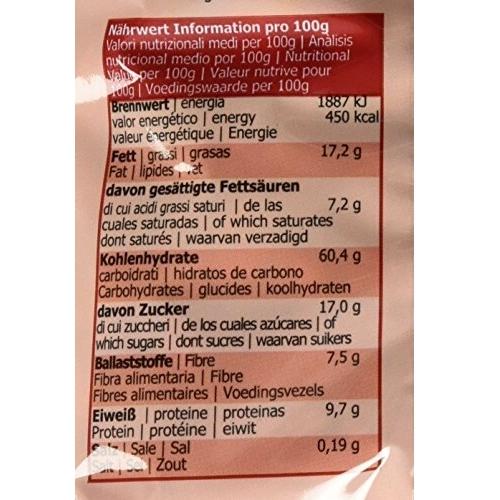 Nährwert Information pro 100g
Valori nutrizionali medi per 100g | Analisis
nutricional medio por 100g | Nutritional
Value per 100g | Valeur nutrive pour
100g | Voedingswaarde per 100g
Brennwert | energia 1887 kJ
valor energético | energy 450 kcal
valeur énergétique | Energie
Fett | grassi | grasas 17,2 g
Fat | lipides | vet
davon gesättigte Fettsäuren
di cui acidi grassi saturi | de las 7,2 g
cuales saturadas | of which saturates
dont saturés | waarvan verzadigd
Kohlenhydrate 60,4 g
carboidrati | hidratos de carbono
Carbohydrates | glucides | koolhydraten
davon Zucker 17,0 g
di cui zuccheri | de los cuales azúcares | of
which sugars | dont sucres | waarvan suikers
Ballaststoffe | Fibre 7,5 g
Fibra alimentaria | Fibre
Fibres alimentaires | Voedingsvezels
Eiweiß | proteine | proteinas 9,7 g
Protein | protéine | eiwit
Salz | Sale | Sal 0,19 g
Salt | Sel | Zout